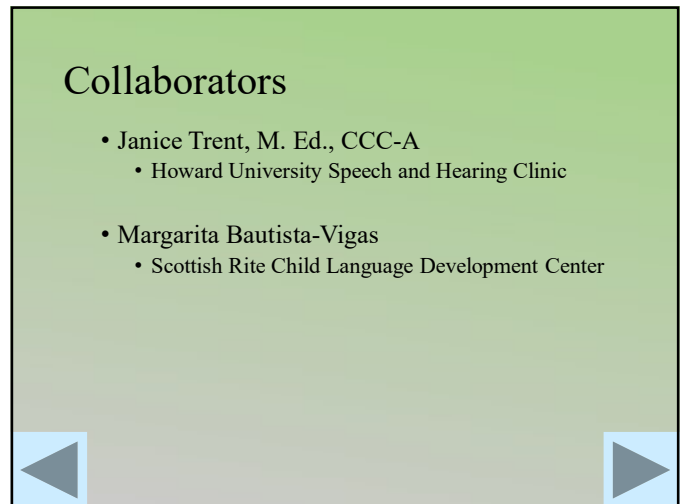 Collaborators
• Janice Trent, M. Ed., CCC-A
• Howard University Speech and Hearing Clinic
• Margarita Bautista-Vigas
• Scottish Rite Child Language Development Center